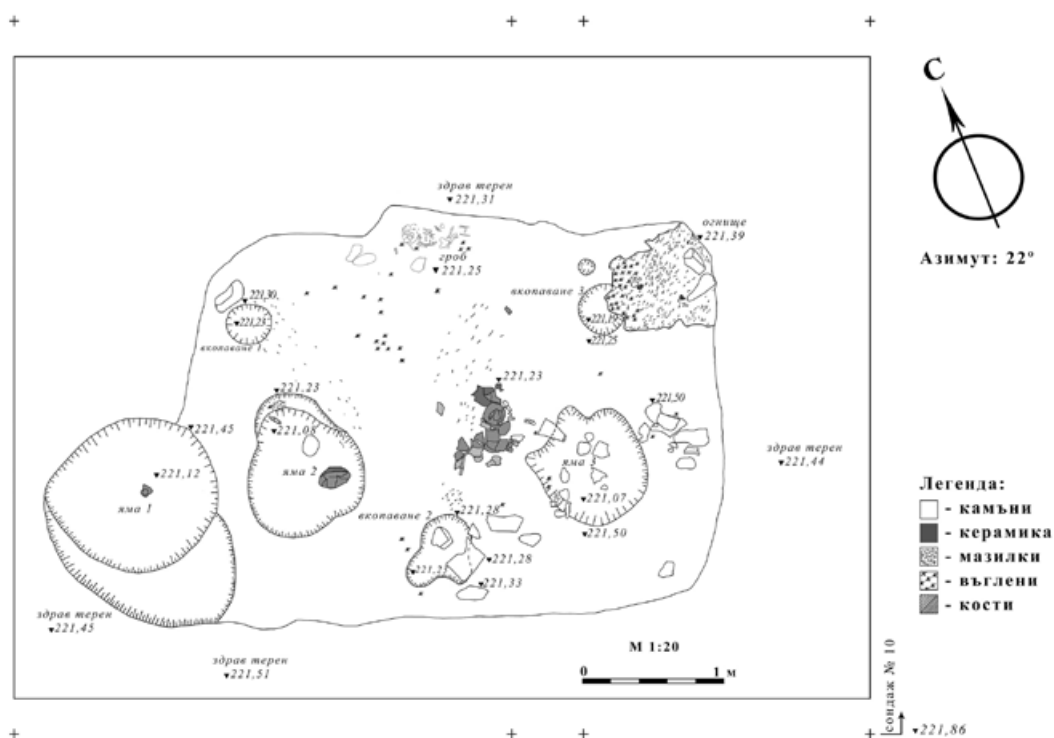 С
Азимут: 22°
здрав терен
221,31
огнище
221,39
гроб
221,25
вкопаване 3
221,30
221,23
вкопаване 1
221,19
221,25
221,23
221,23
221,50
221,45
221,08
221,12
яма 2
яма 1
яма 3
здрав терен
221,44
221,07
вкопаване 2
221,28
221,50
221,28
221,33
здрав терен
221,45
здрав терен
221,51
Легенда:
- камъни
- керамика
- мазилки
- въглени
- кости
М 1:20
0 1 м
сондаж № 10
221,86